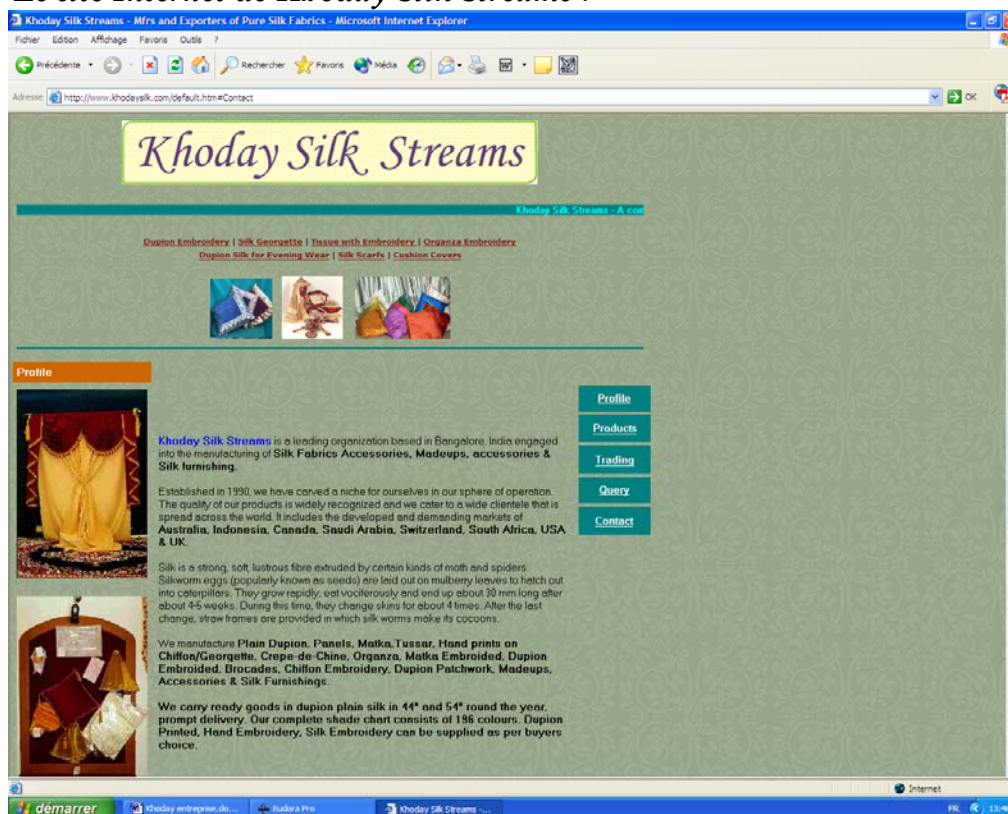 Le site Internet de Khoday Silk Streams :
Khoday Silk Streams - Mfrs and Exporters of Pure Silk Fabrics - Microsoft Internet Explorer
Fichier Edition Affichage Favoris Outils ?
Précédente Rechercher Favoris Média
Adresse http://www.khodaysilk.com/default.htm#Contact OK
Khoday Silk Streams
Khoday Silk Streams - A com
Dupion Embroidery | Silk Georgette | Tissue with Embroidery | Organza Embroidery
Dupion Silk for Evening Wear | Silk Scarfs | Cushion Covers
Profile
Profile
Products
Trading
Query
Contact
Khoday Silk Streams is a leading organization based in Bangalore, India engaged
into the manufacturing of Silk Fabrics Accessories, Madeups, accessories &
Silk furnishing.
Established in 1990, we have carved a niche for ourselves in our sphere of operation.
The quality of our products is widely recognized and we cater to a wide clientele that is
spread across the world. It includes the developed and demanding markets of
Australia, Indonesia, Canada, Saudi Arabia, Switzerland, South Africa, USA
& UK.
Silk is a strong, soft, lustrous fibre extruded by certain kinds of moth and spiders.
Silkworm eggs (popularly known as seeds) are laid out on mulberry leaves to hatch out
into caterpillars. They grow rapidly, eat vociferously and end up about 30 mm long after
about 4-5 weeks. During this time, they change skins for about 4 times. After the last
change, straw frames are provided in which silk worms make its cocoons.
We manufacture Plain Dupion, Panels, Matka,Tussar, Hand prints on
Chiffon/Georgette, Crepe-de-Chine, Organza, Matka Embroided, Dupion
Embroided, Brocades, Chiffon Embroidery, Dupion Patchwork, Madeups,
Accessories & Silk Furnishings.
We carry ready goods in dupion plain silk in 44" and 54" round the year,
prompt delivery. Our complete shade chart consists of 196 colours. Dupion
Printed, Hand Embroidery, Silk Embroidery can be supplied as per buyers
choice.
Internet
démarrer Khoday entreprise.do... Eudora Pro Khoday Silk Streams -... FR